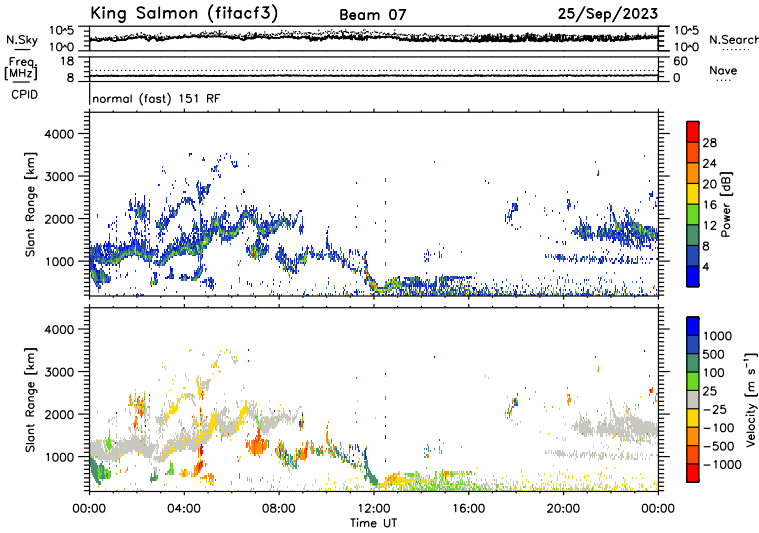 King Salmon (fitacf3) Beam 07 25/Sep/2023
N.Sky 10^5 10^0 10^5 10^0 N.Search
Freq. [MHz] 18 8 60 0 Nave
CPID normal (fast) 151 RF
Slant Range [km] 4000 3000 2000 1000
Power [dB] 28 24 20 16 12 8 4
Slant Range [km] 4000 3000 2000 1000
Velocity [m s^-1] 1000 500 100 25 -25 -100 -500 -1000
00:00 04:00 08:00 12:00 16:00 20:00 00:00
Time UT